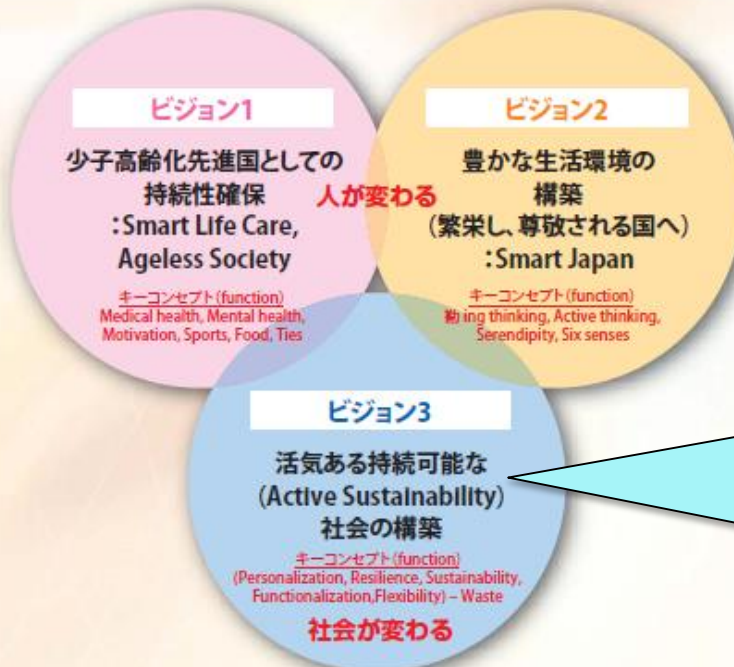 ビジョン1
少子高齢化先進国としての
持続性確保
:Smart Life Care,
Ageless Society
キーコンセプト(function)
Medical health, Mental health,
Motivation, Sports, Food, Ties
人が変わる
ビジョン2
豊かな生活環境の
構築
(繁栄し、尊敬される国へ)
:Smart Japan
キーコンセプト(function)
ing thinking, Active thinking,
Serendipity, Six senses
ビジョン3
活気ある持続可能な
(Active Sustainability)
社会の構築
キーコンセプト(function)
(Personalization, Resilience, Sustainability,
Functionalization,Flexibility) – Waste
社会が変わる